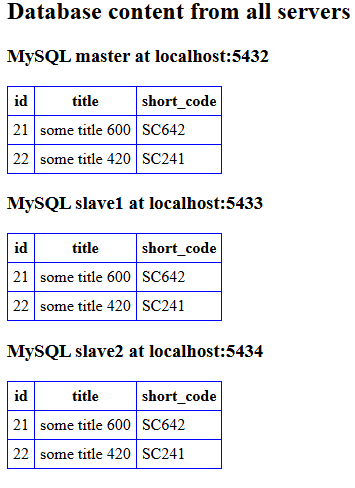 Database content from all servers
MySQL master at localhost:5432
id title short_code
21 some title 600 SC642
22 some title 420 SC241
MySQL slave1 at localhost:5433
id title short_code
21 some title 600 SC642
22 some title 420 SC241
MySQL slave2 at localhost:5434
id title short_code
21 some title 600 SC642
22 some title 420 SC241